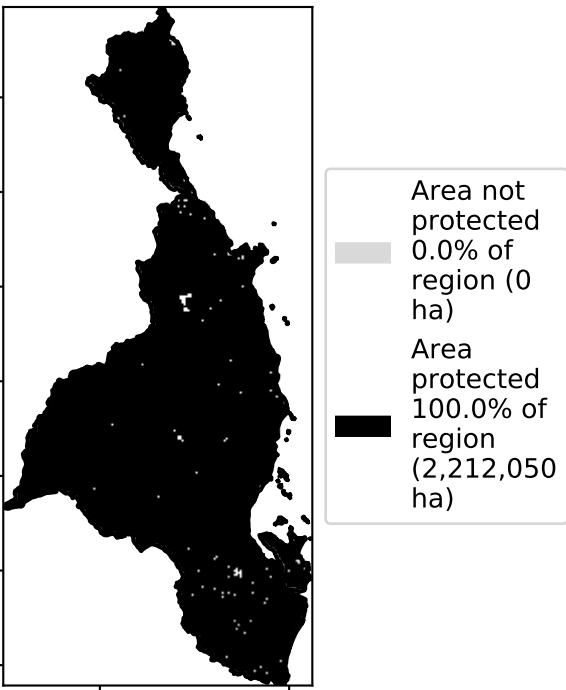 Area not
protected
0.0% of
region (0
ha)
Area
protected
100.0% of
region
(2,212,050
ha)